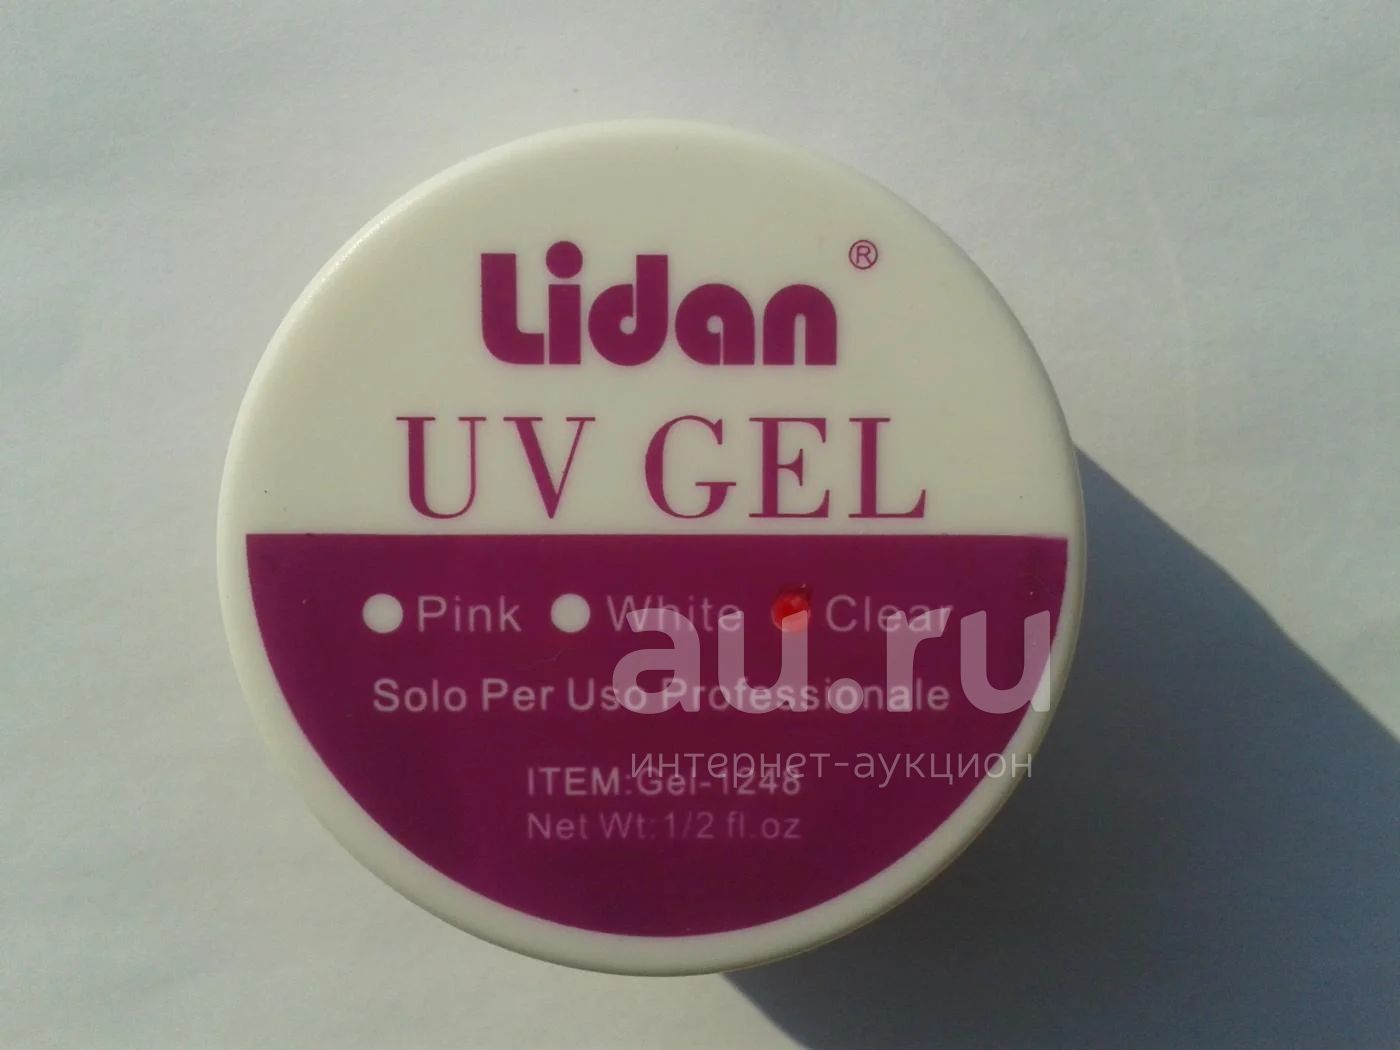 Lidan ®
UV GEL
Pink White Clear
au.ru
Solo Per Uso Professionale
интернет-аукцион
ITEM:Gel-1248
Net Wt:1/2 fl.oz